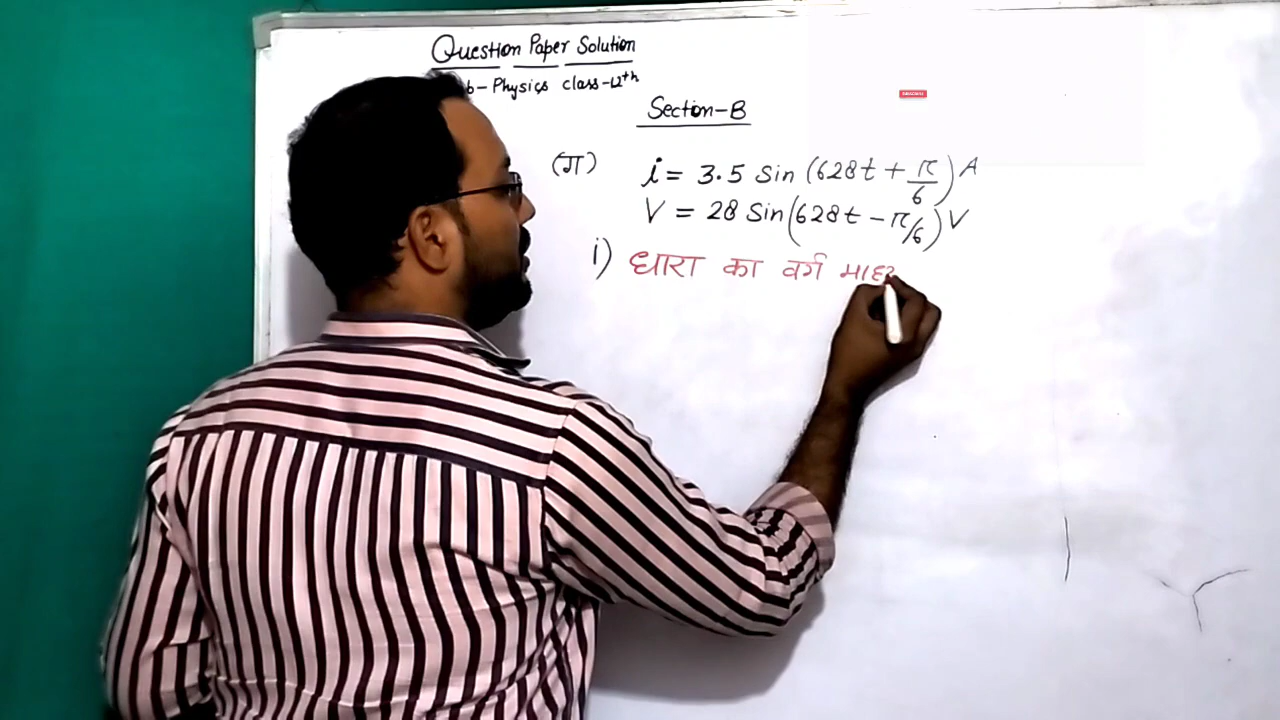 Question Paper Solution
b-Physics class-12th
Section-B
(ग) i = 3.5 Sin (628t + π/6) A
V = 28 Sin (628t - π/6) V
i) धारा का वर्ग माध्य